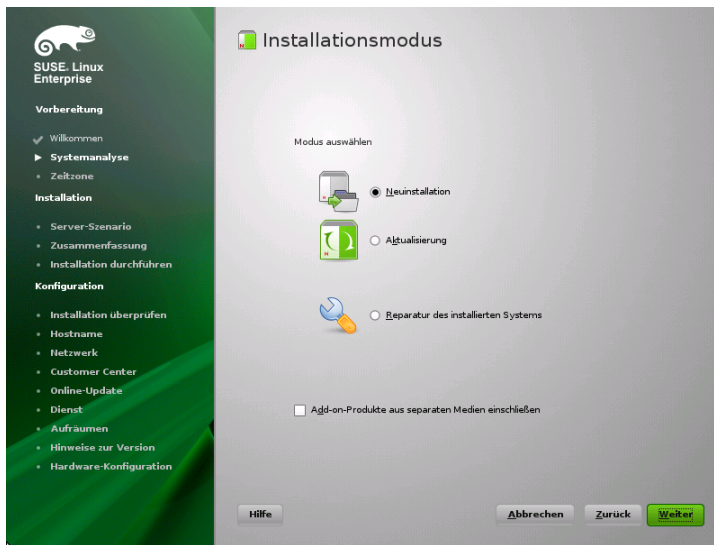 SUSE. Linux
Enterprise
Vorbereitung
Willkommen
Systemanalyse
Zeitzone
Installation
Server-Szenario
Zusammenfassung
Installation durchführen
Konfiguration
Installation überprüfen
Hostname
Netzwerk
Customer Center
Online-Update
Dienst
Aufräumen
Hinweise zur Version
Hardware-Konfiguration
Installationsmodus
Modus auswählen
Neuinstallation
Aktualisierung
Reparatur des installierten Systems
Add-on-Produkte aus separaten Medien einschließen
Hilfe
Abbrechen
Zurück
Weiter